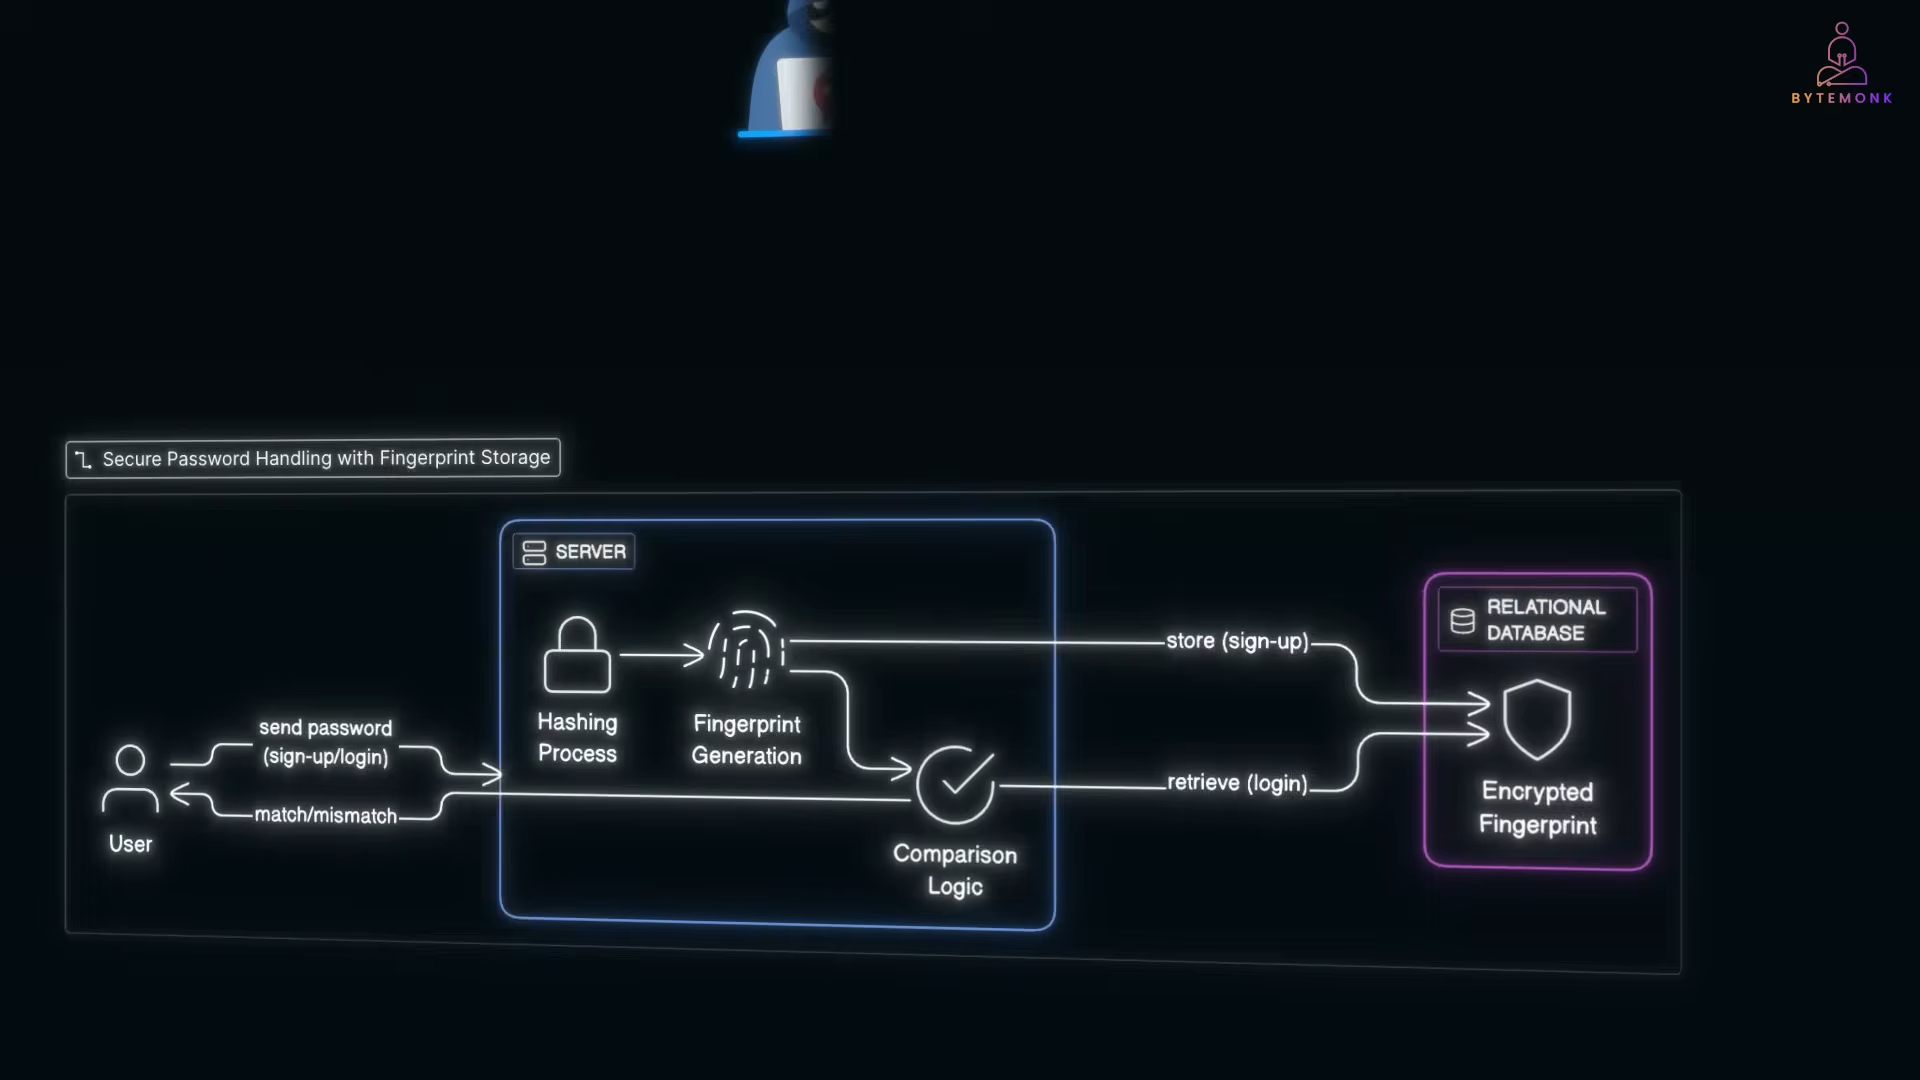 BYTEMONK
Secure Password Handling with Fingerprint Storage
SERVER
Hashing
Process
Fingerprint
Generation
Comparison
Logic
send password
(sign-up/login)
match/mismatch
User
store (sign-up)
retrieve (login)
RELATIONAL
DATABASE
Encrypted
Fingerprint